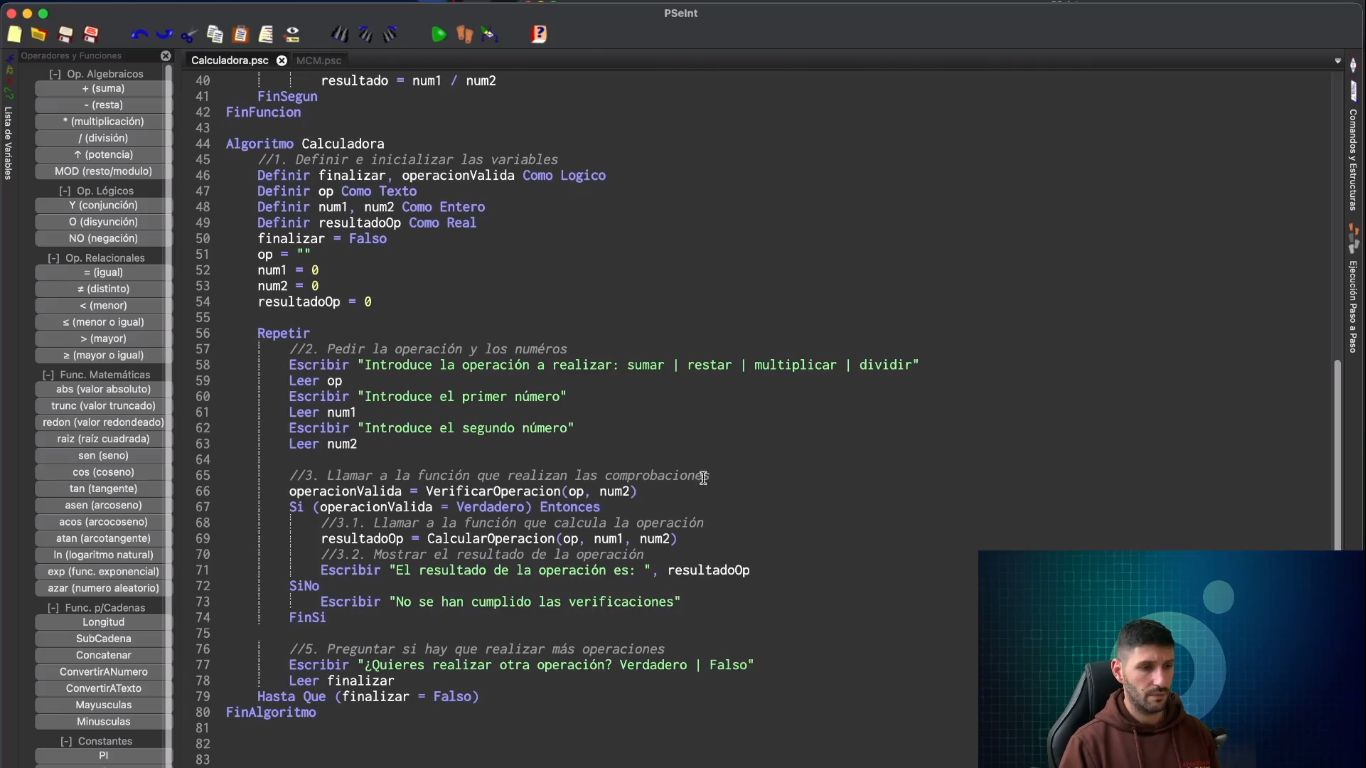 PSeInt
Operadores y Funciones
Calculadora.psc
MCM.psc
Lista de Variables
[-] Op. Algebraicos
+ (suma)
- (resta)
* (multiplicación)
/ (división)
↑ (potencia)
MOD (resto/modulo)
[-] Op. Lógicos
Y (conjunción)
O (disyunción)
NO (negación)
[-] Op. Relacionales
= (igual)
≠ (distinto)
< (menor)
≤ (menor o igual)
> (mayor)
≥ (mayor o igual)
[-] Func. Matemáticas
abs (valor absoluto)
trunc (valor truncado)
redon (valor redondeado)
raiz (raíz cuadrada)
sen (seno)
cos (coseno)
tan (tangente)
asen (arcoseno)
acos (arcocoseno)
atan (arcotangente)
ln (logaritmo natural)
exp (func. exponencial)
azar (numero aleatorio)
[-] Func. p/Cadenas
Longitud
SubCadena
Concatenar
ConvertirANumero
ConvertirATexto
Mayusculas
Minusculas
[-] Constantes
PI
40 resultado = num1 / num2
41 FinSegun
42 FinFuncion
43
44 Algoritmo Calculadora
45 //1. Definir e inicializar las variables
46 Definir finalizar, operacionValida Como Logico
47 Definir op Como Texto
48 Definir num1, num2 Como Entero
49 Definir resultadoOp Como Real
50 finalizar = Falso
51 op = ""
52 num1 = 0
53 num2 = 0
54 resultadoOp = 0
55
56 Repetir
57 //2. Pedir la operación y los numéros
58 Escribir "Introduce la operación a realizar: sumar | restar | multiplicar | dividir"
59 Leer op
60 Escribir "Introduce el primer número"
61 Leer num1
62 Escribir "Introduce el segundo número"
63 Leer num2
64
65 //3. Llamar a la función que realizan las comprobaciones
66 operacionValida = VerificarOperacion(op, num2)
67 Si (operacionValida = Verdadero) Entonces
68 //3.1. Llamar a la función que calcula la operación
69 resultadoOp = CalcularOperacion(op, num1, num2)
70 //3.2. Mostrar el resultado de la operación
71 Escribir "El resultado de la operación es: ", resultadoOp
72 SiNo
73 Escribir "No se han cumplido las verificaciones"
74 FinSi
75
76 //5. Preguntar si hay que realizar más operaciones
77 Escribir "¿Quieres realizar otra operación? Verdadero | Falso"
78 Leer finalizar
79 Hasta Que (finalizar = Falso)
80 FinAlgoritmo
81
82
83
Comandos y Estructuras
Ejecución Paso a Paso